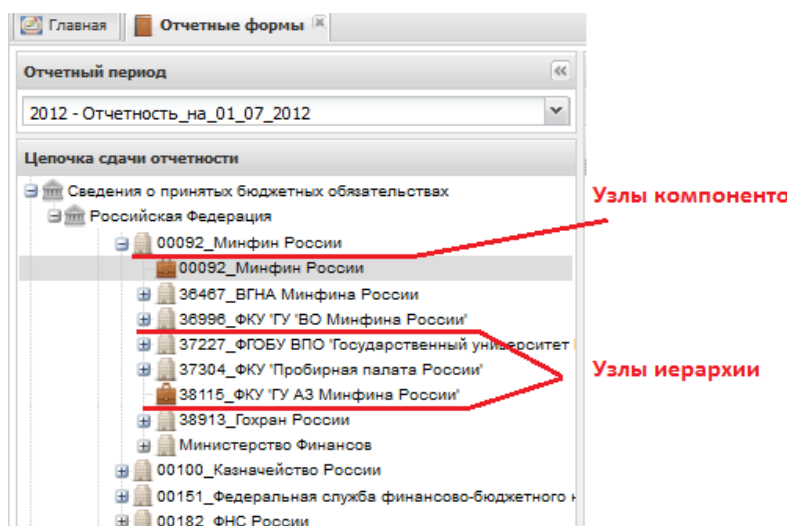 Главная Отчетные формы
Отчетный период
2012 - Отчетность_на_01_07_2012
Цепочка сдачи отчетности
Сведения о принятых бюджетных обязательствах
Российская Федерация
00092_Минфин России
00092_Минфин России
36467_ВГНА Минфина России
36996_ФКУ 'ГУ 'ВО Минфина России'
37227_ФГОБУ ВПО 'Государственный университет
37304_ФКУ 'Пробирная палата России'
38115_ФКУ 'ГУ АЗ Минфина России'
38913_Гохран России
Министерство Финансов
00100_Казначейство России
00151_Федеральная служба финансово-бюджетного
00182_ФНС России
Узлы компоненто
Узлы иерархии